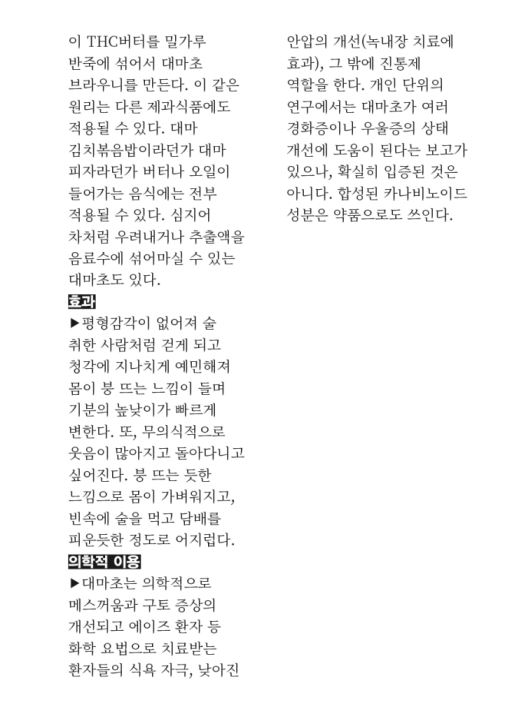 이 THC버터를 밀가루
반죽에 섞어서 대마초
브라우니를 만든다. 이 같은
원리는 다른 제과식품에도
적용될 수 있다. 대마
김치볶음밥이라던가 대마
피자라던가 버터나 오일이
들어가는 음식에는 전부
적용될 수 있다. 심지어
차처럼 우려내거나 추출액을
음료수에 섞어마실 수 있는
대마초도 있다.
효과
▶평형감각이 없어져 술
취한 사람처럼 걷게 되고
청각에 지나치게 예민해져
몸이 붕 뜨는 느낌이 들며
기분의 높낮이가 빠르게
변한다. 또, 무의식적으로
웃음이 많아지고 돌아다니고
싶어진다. 붕 뜨는 듯한
느낌으로 몸이 가벼워지고,
빈속에 술을 먹고 담배를
피운듯한 정도로 어지럽다.
의학적 이용
▶대마초는 의학적으로
메스꺼움과 구토 증상의
개선되고 에이즈 환자 등
화학 요법으로 치료받는
환자들의 식욕 자극, 낮아진
안압의 개선(녹내장 치료에
효과), 그 밖에 진통제
역할을 한다. 개인 단위의
연구에서는 대마초가 여러
경화증이나 우울증의 상태
개선에 도움이 된다는 보고가
있으나, 확실히 입증된 것은
아니다. 합성된 카나비노이드
성분은 약품으로도 쓰인다.